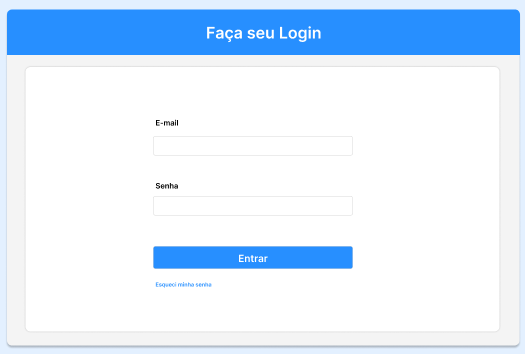 Faça seu Login
E-mail
Senha
Entrar
Esqueci minha senha